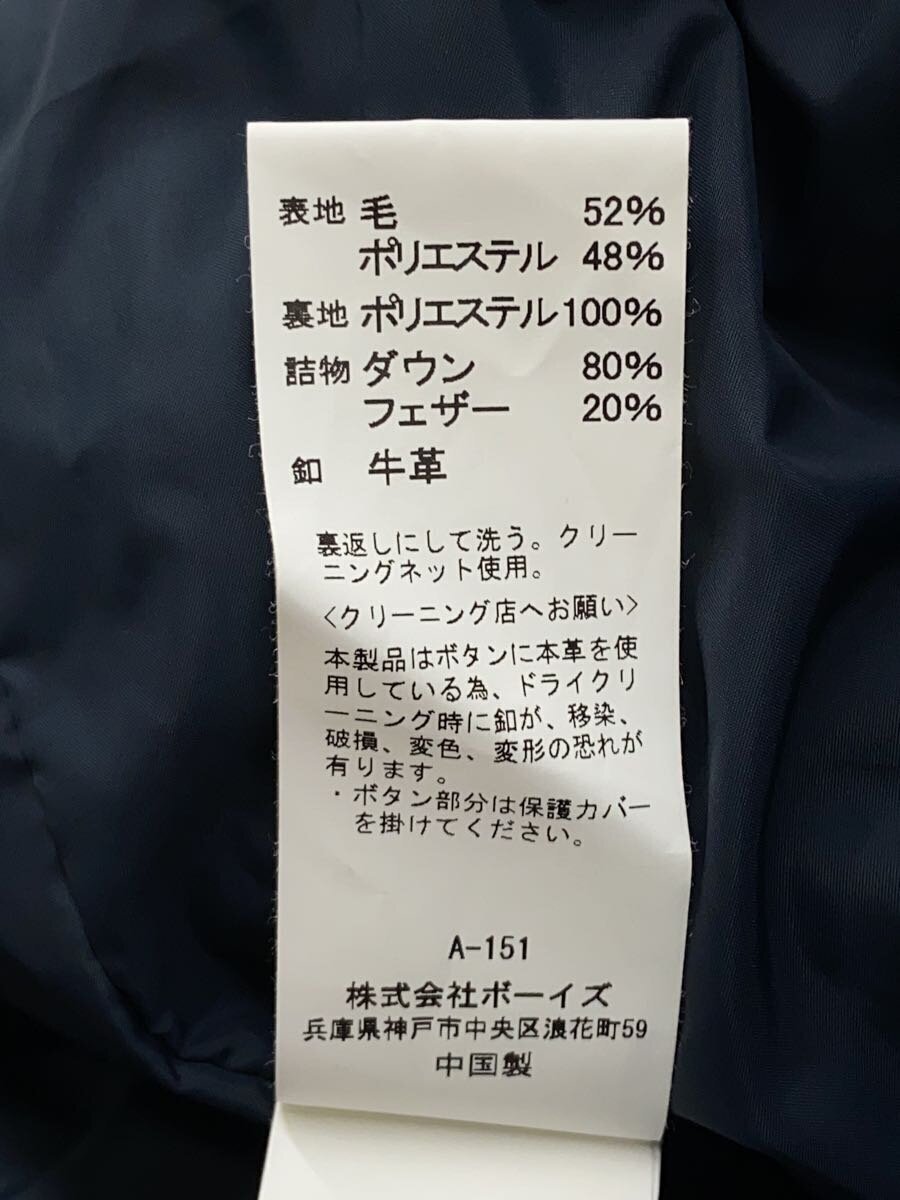 表地 毛 52%
ポリエステル 48%
裏地 ポリエステル 100%
詰物 ダウン 80%
フェザー 20%
釦 牛革
裏返しにして洗う。クリー
ニングネット使用。
<クリーニング店へお願い>
本製品はボタンに本革を使
用している為、ドライクリ
ーニング時に釦が、移染、
破損、変色、変形の恐れが
有ります。
・ボタン部分は保護カバー
を掛けてください。
A-151
株式会社ボーイズ
兵庫県神戸市中央区浪花町59
中国製